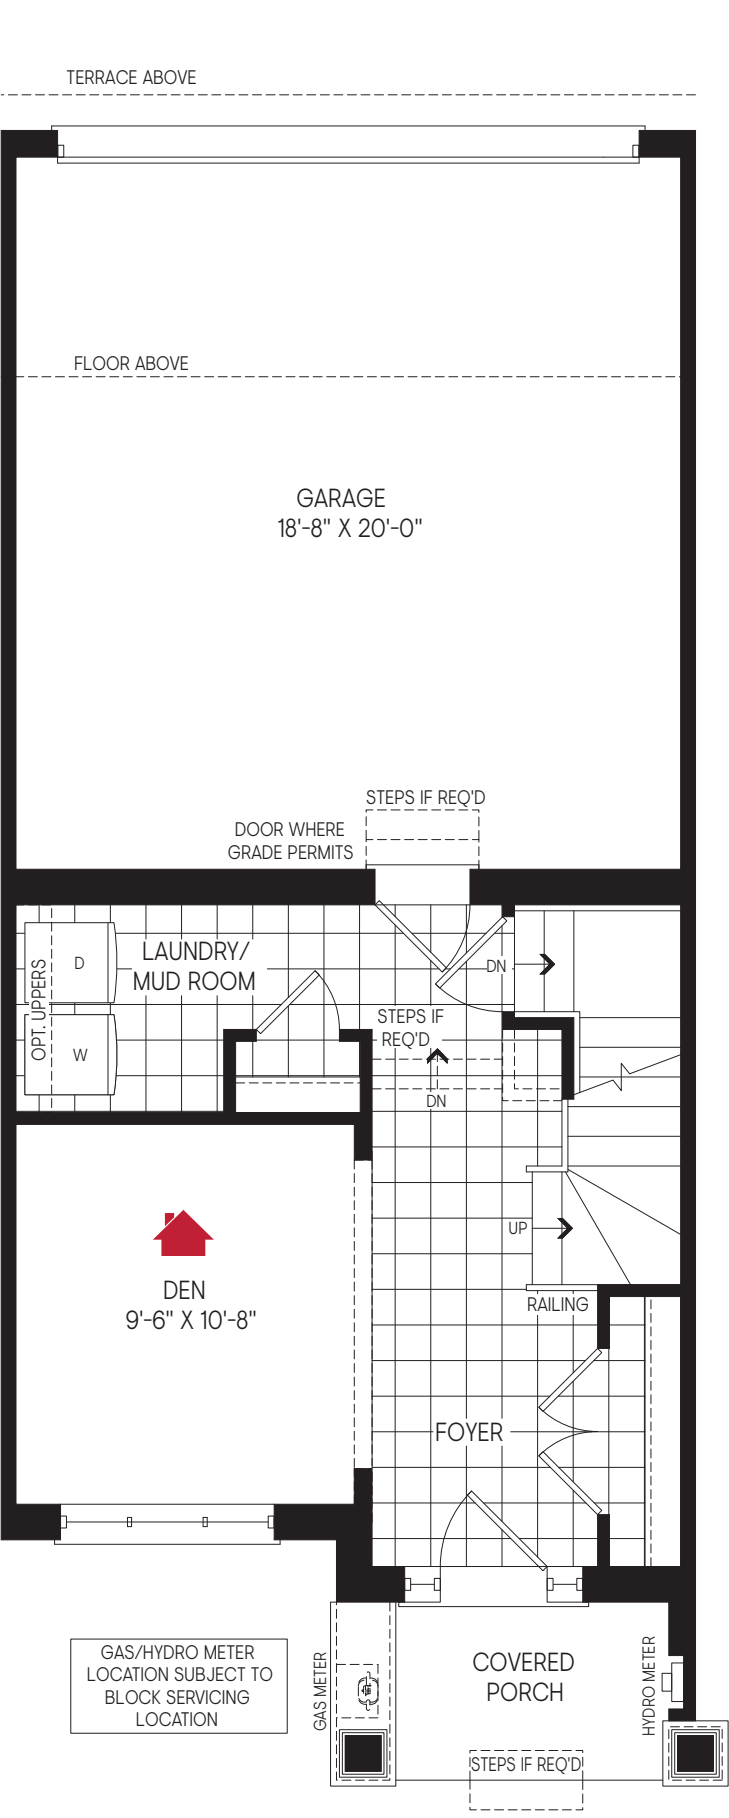 TERRACE ABOVE
FLOOR ABOVE
GARAGE
18'-8" X 20'-0"
STEPS IF REQ'D
DOOR WHERE
GRADE PERMITS
LAUNDRY/
MUD ROOM
D
W
OPT. UPPERS
DN
STEPS IF
REQ'D
DN
UP
RAILING
DEN
9'-6" X 10'-8"
FOYER
GAS/HYDRO METER
LOCATION SUBJECT TO
BLOCK SERVICING
LOCATION
GAS METER
COVERED
PORCH
HYDRO METER
STEPS IF REQ'D